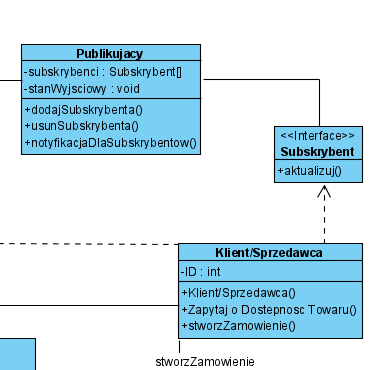 Publikujacy
-subskrybenci : Subskrybent[]
-stanWyjsciowy : void
+dodajSubskrybenta()
+usunSubskrybenta()
+notyfikacjaDlaSubskrybentow()
<<Interface>>
Subskrybent
+aktualizuj()
Klient/Sprzedawca
-ID : int
+Klient/Sprzedawca()
+Zapytaj o Dostepnosc Towaru()
+stworzZamowienie()
stworzZamowienie